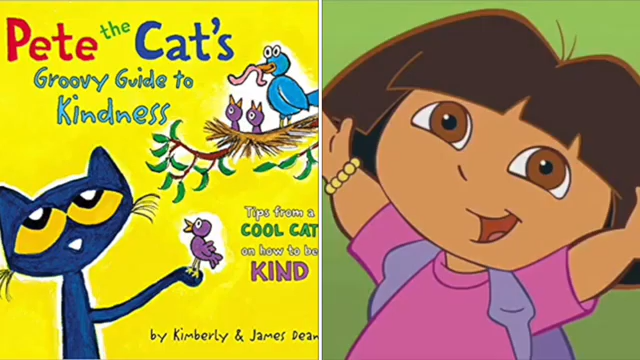 Pete the Cat's
Groovy Guide to
Kindness
Tips from a
COOL CAT
on how to be
KIND
by Kimberly & James Dean